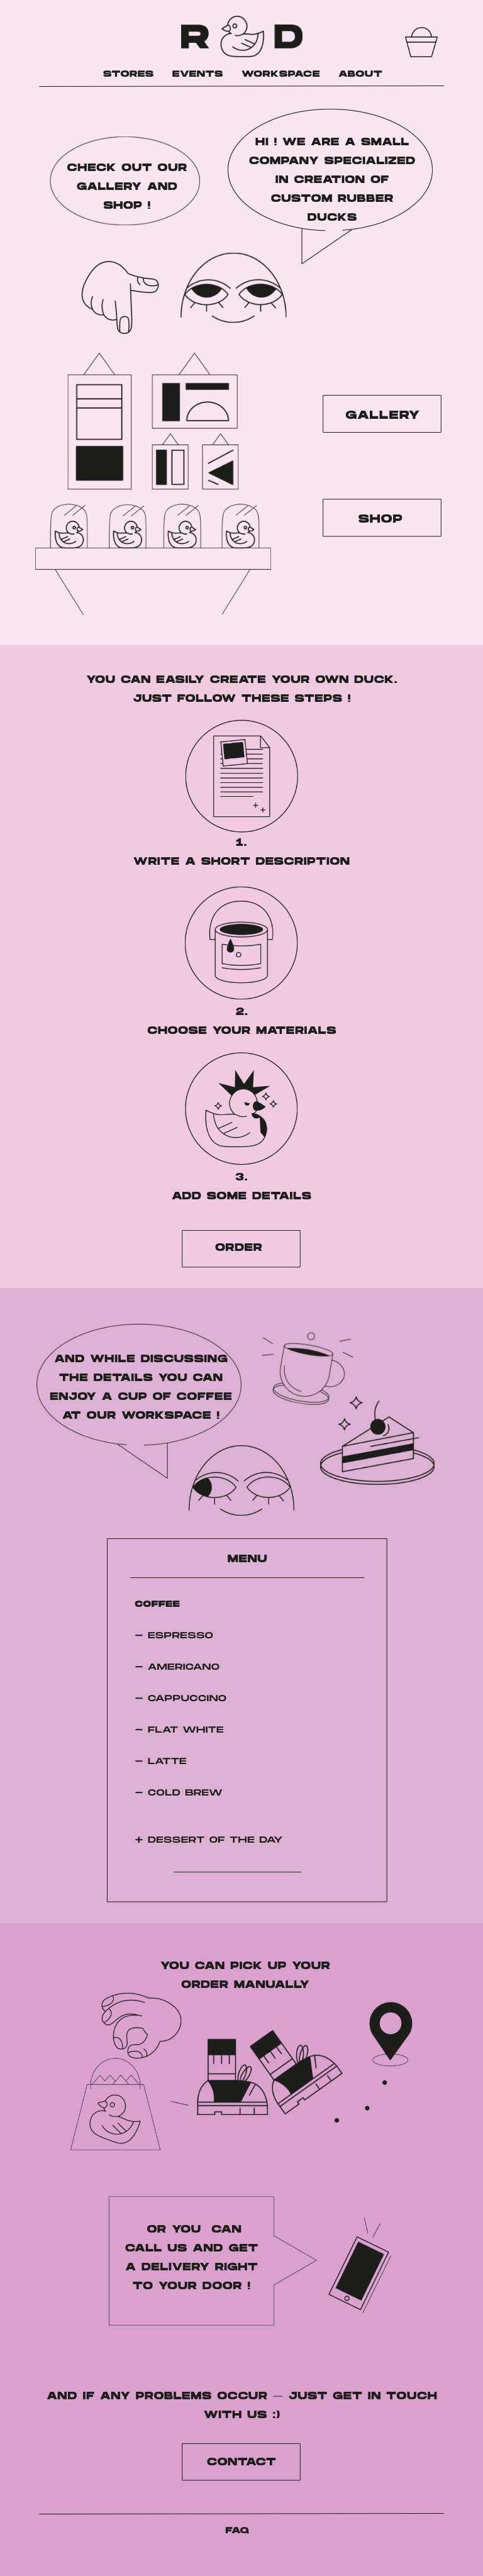 R D
STORES EVENTS WORKSPACE ABOUT
CHECK OUT OUR
GALLERY AND
SHOP !
HI ! WE ARE A SMALL
COMPANY SPECIALIZED
IN CREATION OF
CUSTOM RUBBER
DUCKS
GALLERY
SHOP
YOU CAN EASILY CREATE YOUR OWN DUCK.
JUST FOLLOW THESE STEPS !
1.
WRITE A SHORT DESCRIPTION
2.
CHOOSE YOUR MATERIALS
3.
ADD SOME DETAILS
ORDER
AND WHILE DISCUSSING
THE DETAILS YOU CAN
ENJOY A CUP OF COFFEE
AT OUR WORKSPACE !
MENU
COFFEE
– ESPRESSO
– AMERICANO
– CAPPUCCINO
– FLAT WHITE
– LATTE
– COLD BREW
+ DESSERT OF THE DAY
YOU CAN PICK UP YOUR
ORDER MANUALLY
OR YOU CAN
CALL US AND GET
A DELIVERY RIGHT
TO YOUR DOOR !
AND IF ANY PROBLEMS OCCUR — JUST GET IN TOUCH
WITH US :)
CONTACT
FAQ